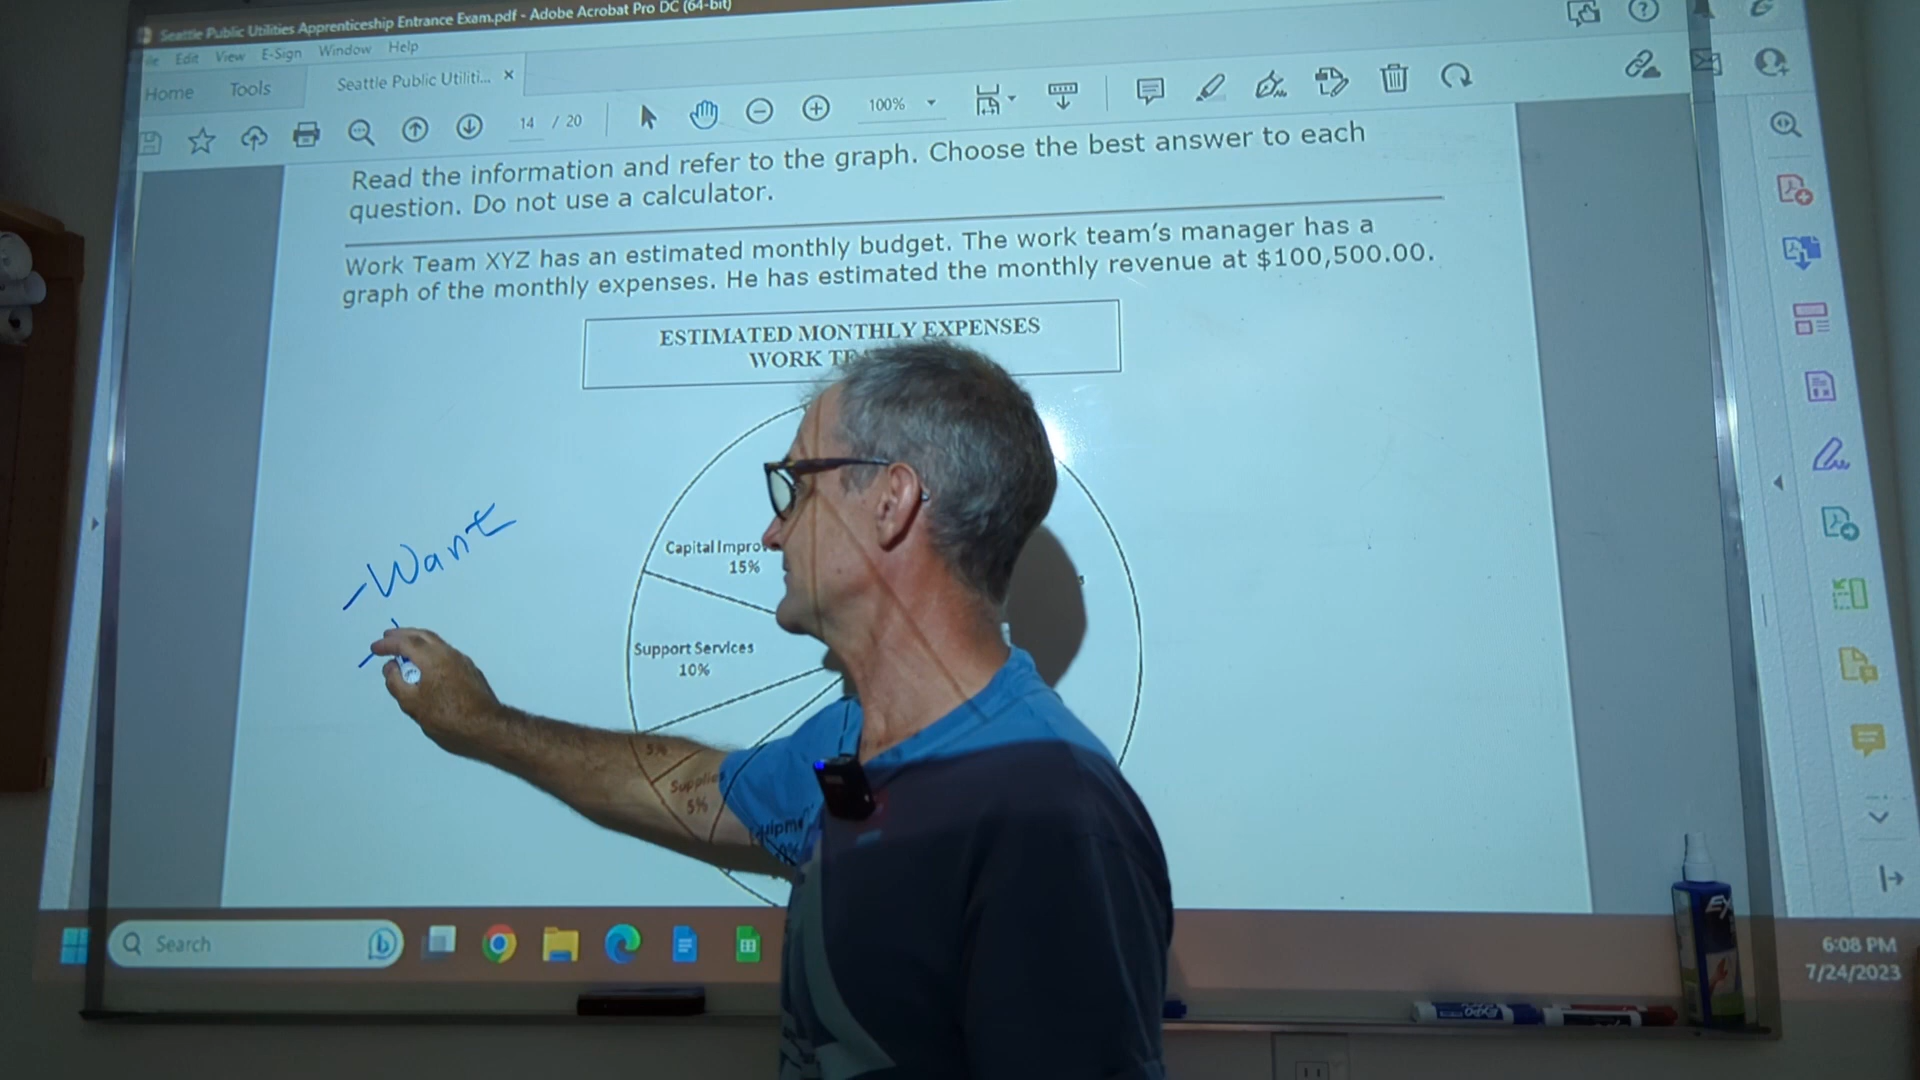 Seattle Public Utilities Apprenticeship Entrance Exam.pdf - Adobe Acrobat Pro DC (64-bit)
Edit View E-Sign Window Help
Home Tools Seattle Public Utiliti... ×
14 / 20 100%
Read the information and refer to the graph. Choose the best answer to each
question. Do not use a calculator.
Work Team XYZ has an estimated monthly budget. The work team's manager has a
graph of the monthly expenses. He has estimated the monthly revenue at $100,500.00.
ESTIMATED MONTHLY EXPENSES
WORK
Capital
15%
-Want
Support Services
10%
5%
Supplies
5%
Search
6:08 PM
7/24/2023
EXPO